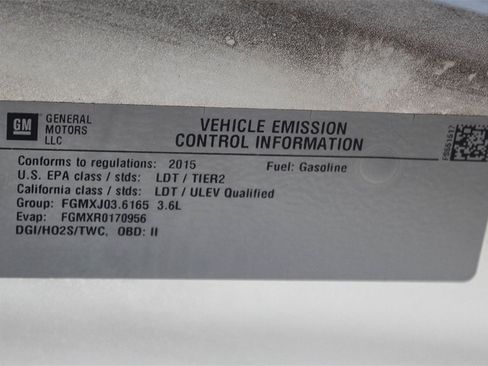 GM
GENERAL
MOTORS
LLC
VEHICLE EMISSION
CONTROL INFORMATION
Conforms to regulations: 2015 Fuel: Gasoline
U.S. EPA class / stds: LDT / TIER2
California class / stds: LDT / ULEV Qualified
Group: FGMXJ03.6165 3.6L
Evap: FGMXR0170956
DGI/HO2S/TWC, OBD: II